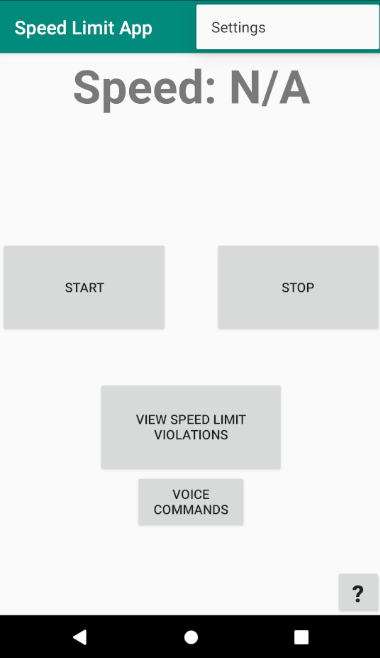 Speed Limit App
Settings
Speed: N/A
START
STOP
VIEW SPEED LIMIT
VIOLATIONS
VOICE
COMMANDS
?